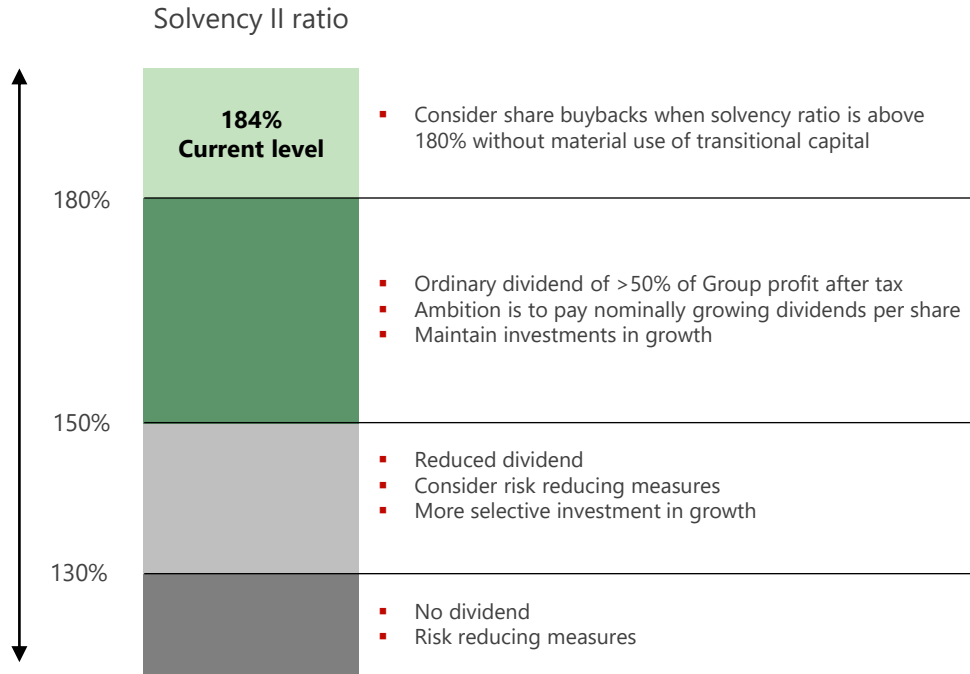 Solvency II ratio
184%
Current level
▪ Consider share buybacks when solvency ratio is above
180% without material use of transitional capital
180%
▪ Ordinary dividend of >50% of Group profit after tax
▪ Ambition is to pay nominally growing dividends per share
▪ Maintain investments in growth
150%
▪ Reduced dividend
▪ Consider risk reducing measures
▪ More selective investment in growth
130%
▪ No dividend
▪ Risk reducing measures